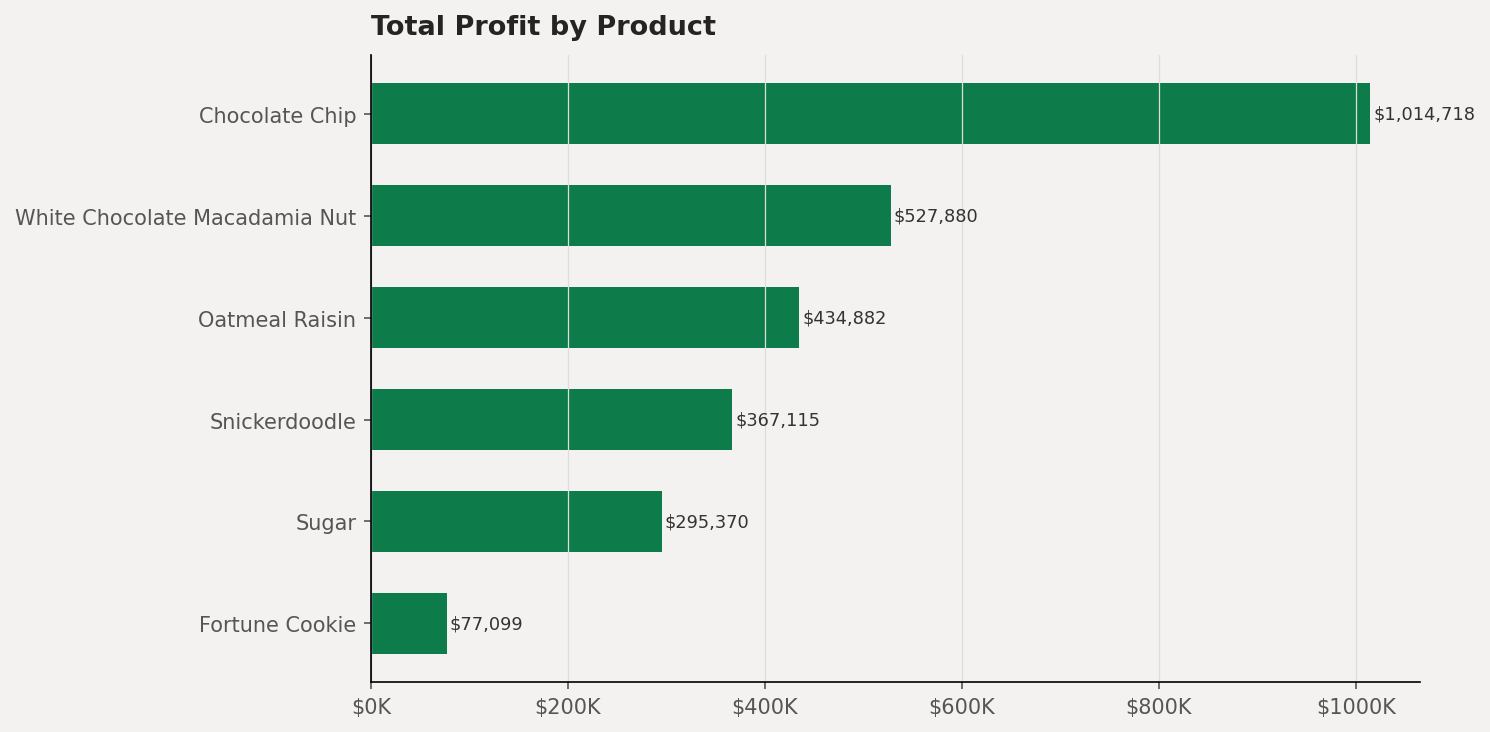 Total Profit by Product
Chocolate Chip $1,014,718
White Chocolate Macadamia Nut $527,880
Oatmeal Raisin $434,882
Snickerdoodle $367,115
Sugar $295,370
Fortune Cookie $77,099
$0K $200K $400K $600K $800K $1000K